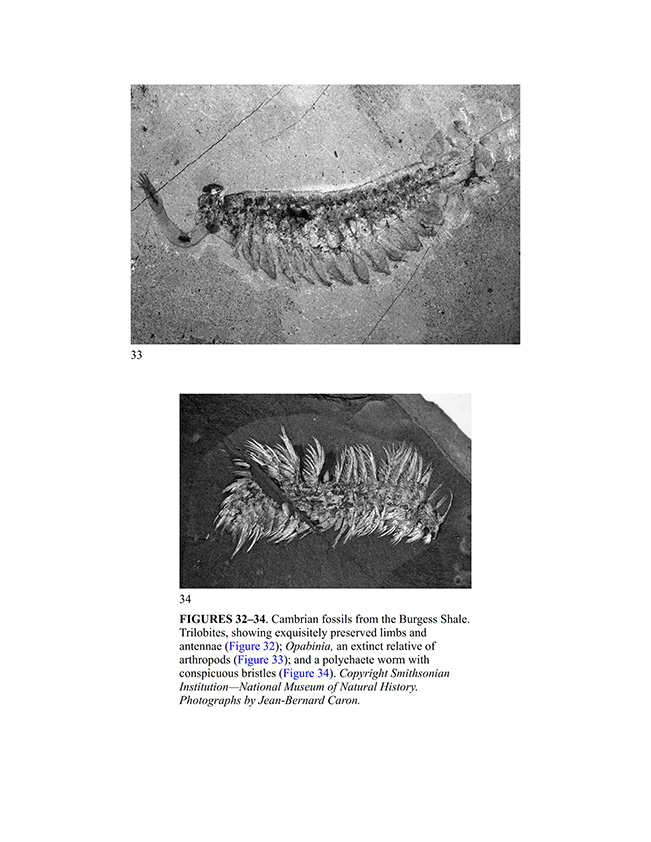 33
34
FIGURES 32–34. Cambrian fossils from the Burgess Shale.
Trilobites, showing exquisitely preserved limbs and
antennae (Figure 32); Opabinia, an extinct relative of
arthropods (Figure 33); and a polychaete worm with
conspicuous bristles (Figure 34). Copyright Smithsonian
Institution—National Museum of Natural History.
Photographs by Jean-Bernard Caron.